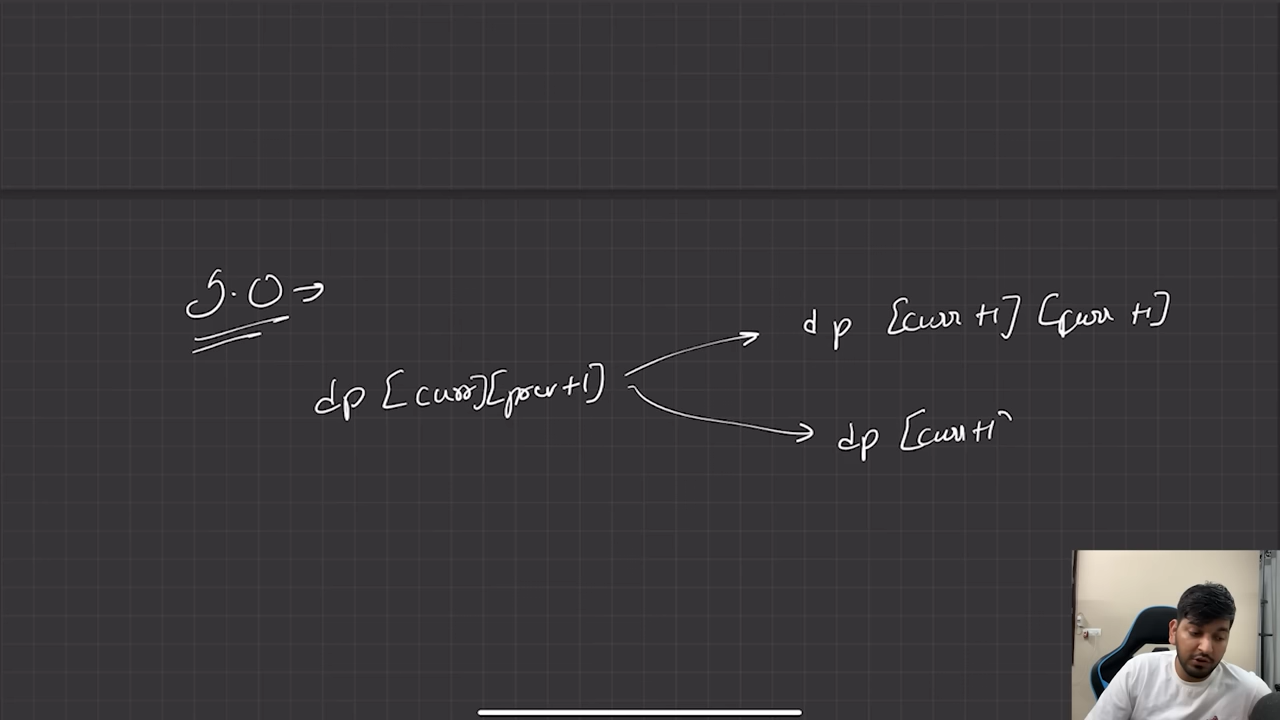 S.O →
dp [curr+1] [prev +1]
dp [curr][prev+1]
dp [curr+1]